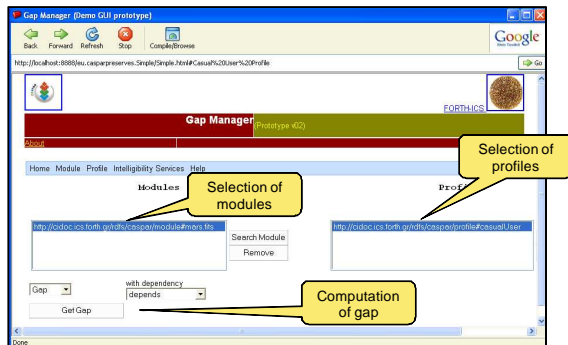 Gap Manager (Demo GUI prototype)
Back Forward Refresh Stop Compile/Browse
Google
http://localhost:8888/eu.casparpreserves.Simple/Simple.html#Casual%20User%20Profile
Go
FORTH-ICS
Gap Manager (Prototype v02)
About
Home Module Profile Intelligibility Services Help
Selection of profiles
Modules
Selection of modules
Prof
http://cidoc.ics.forth.gr/rdfs/caspar/module#mars.fits
Search Module
Remove
http://cidoc.ics.forth.gr/rdfs/caspar/profile#casualUser
Gap
with dependency
depends
Get Gap
Computation of gap
Done